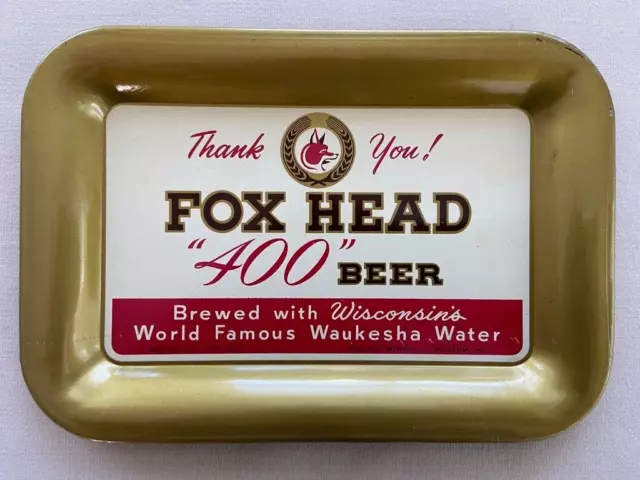 Thank You!
FOX HEAD
"400" BEER
Brewed with Wisconsin's
World Famous Waukesha Water